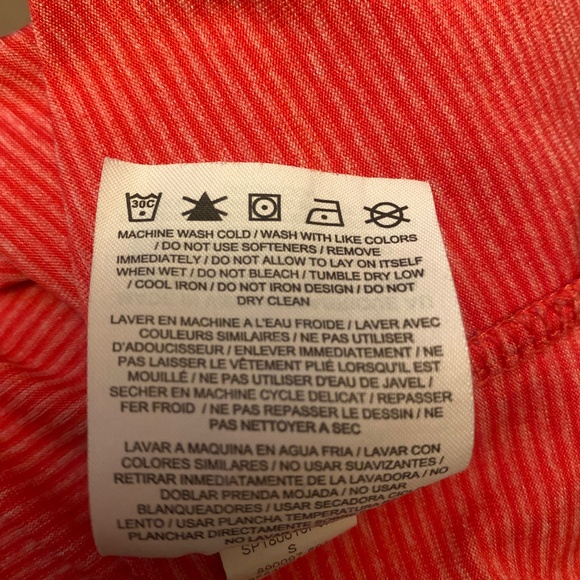 30C
MACHINE WASH COLD / WASH WITH LIKE COLORS
/ DO NOT USE SOFTENERS / REMOVE
IMMEDIATELY / DO NOT ALLOW TO LAY ON ITSELF
WHEN WET / DO NOT BLEACH / TUMBLE DRY LOW
/ COOL IRON / DO NOT IRON DESIGN / DO NOT
DRY CLEAN
LAVER EN MACHINE A L'EAU FROIDE / LAVER AVEC
COULEURS SIMILAIRES / NE PAS UTILISER
D'ADOUCISSEUR / ENLEVER IMMEDIATEMENT / NE
PAS LAISSER LE VÊTEMENT PLIÉ LORSQU'IL EST
MOUILLÉ / NE PAS UTILISER D'EAU DE JAVEL /
SECHER EN MACHINE CYCLE DELICAT / REPASSER
FER FROID / NE PAS REPASSER LE DESSIN / NE
PAS NETTOYER A SEC
LAVAR A MAQUINA EN AGUA FRIA / LAVAR CON
COLORES SIMILARES / NO USAR SUAVIZANTES /
RETIRAR INMEDIATAMENTE DE LA LAVADORA / NO
DOBLAR PRENDA MOJADA / NO USAR
BLANQUEADORES / USAR SECADORA
LENTO / USAR PLANCHA TEMPERATURA
PLANCHAR DIRECTAMENTE
NO LAVAR
S